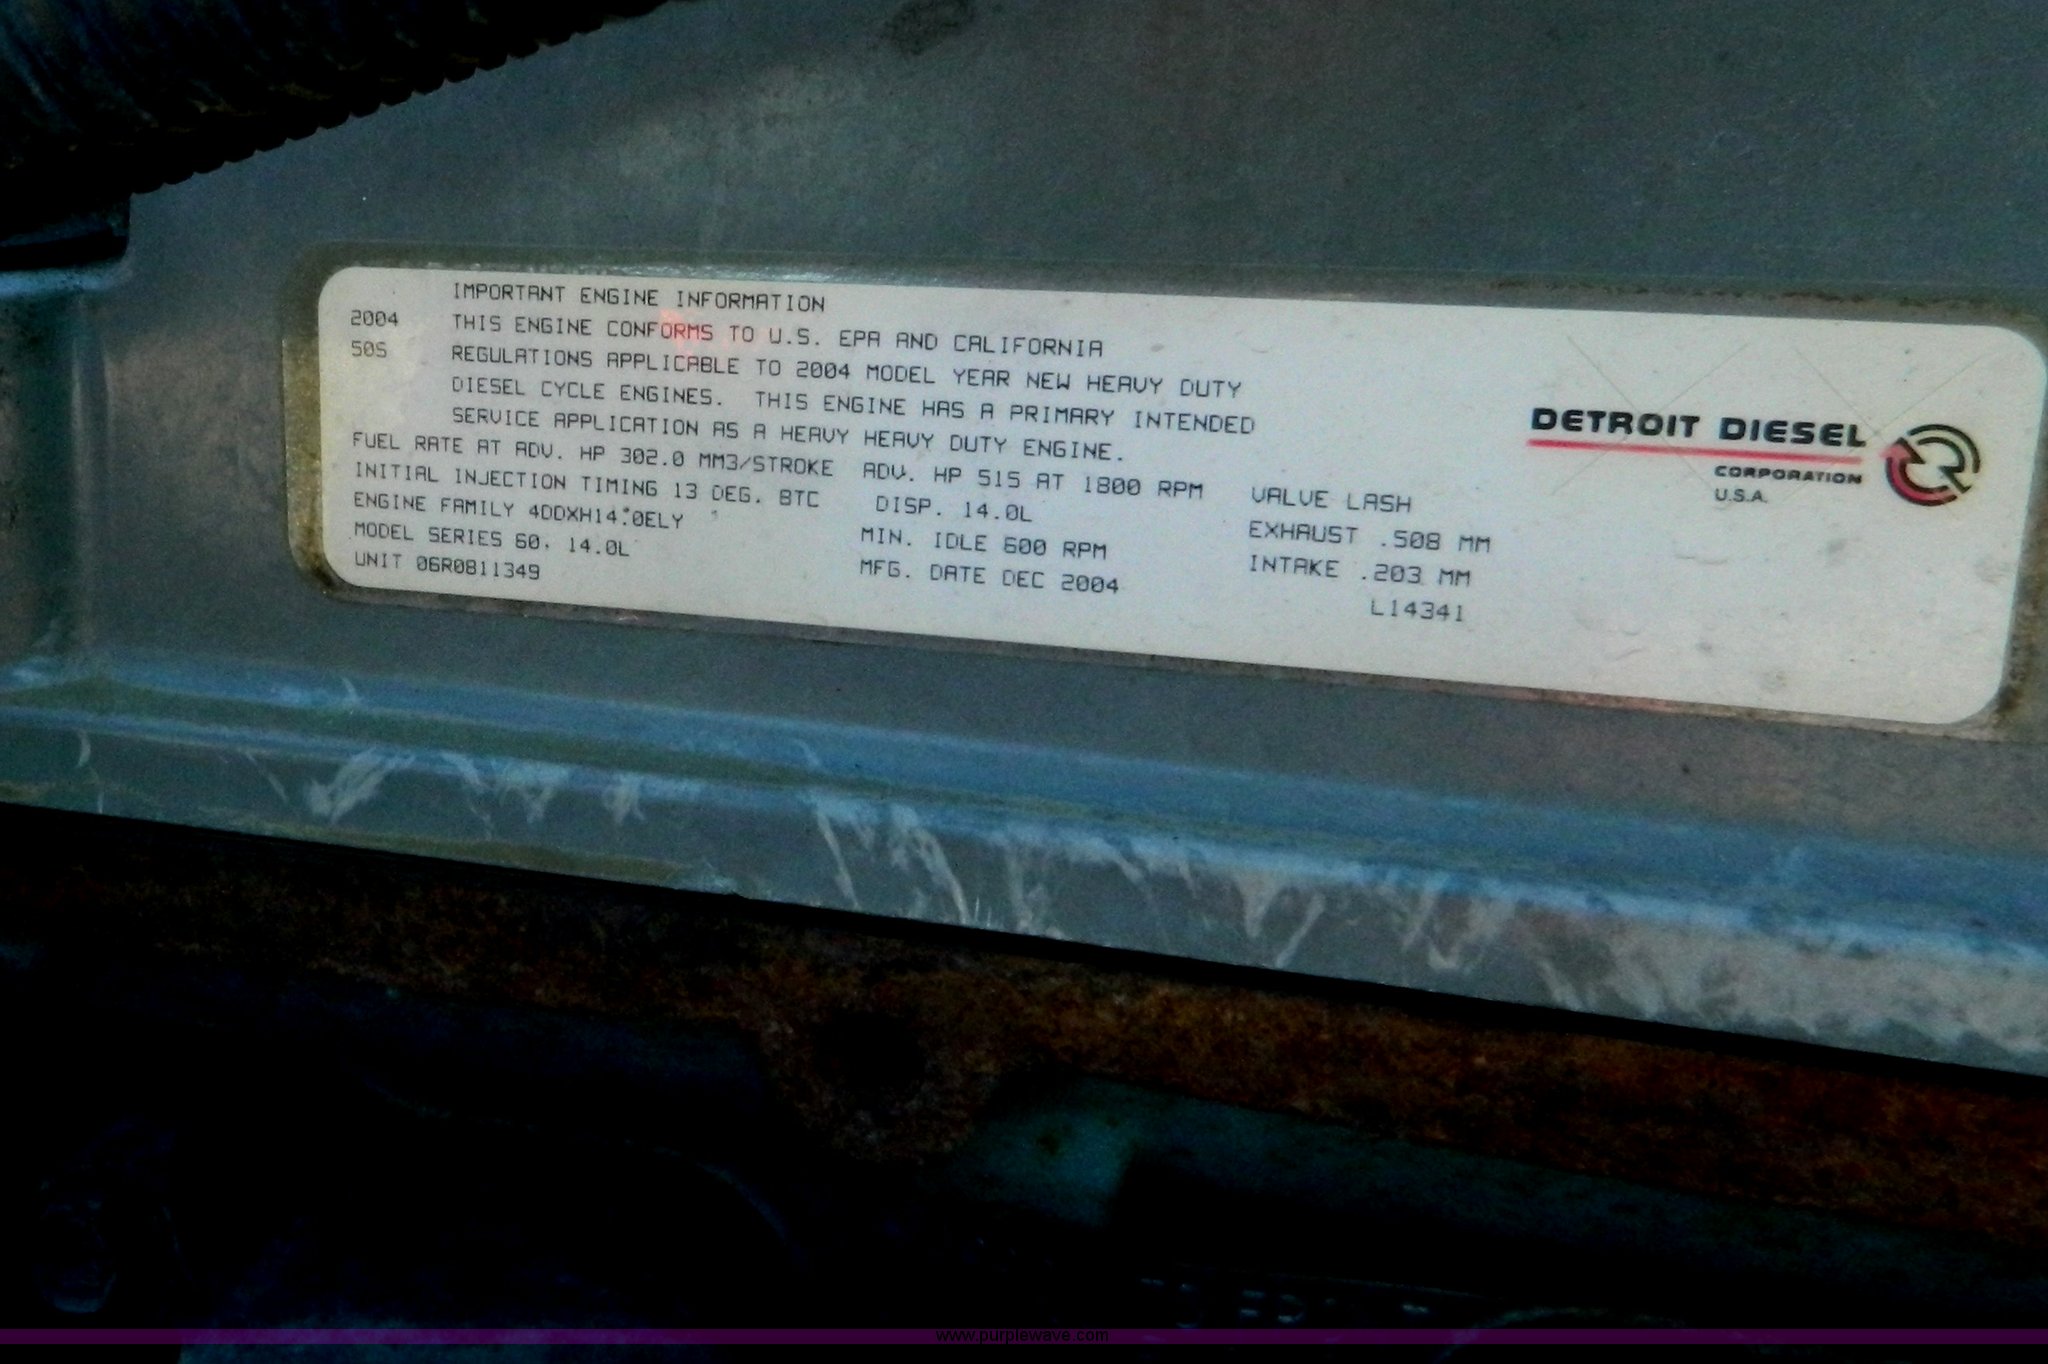 IMPORTANT ENGINE INFORMATION
2004 THIS ENGINE CONFORMS TO U.S. EPA AND CALIFORNIA
50S REGULATIONS APPLICABLE TO 2004 MODEL YEAR NEW HEAVY DUTY
DIESEL CYCLE ENGINES. THIS ENGINE HAS A PRIMARY INTENDED
SERVICE APPLICATION AS A HEAVY HEAVY DUTY ENGINE.
FUEL RATE AT ADV. HP 302.0 MM3/STROKE ADV. HP 515 AT 1800 RPM
INITIAL INJECTION TIMING 13 DEG. BTC DISP. 14.0L VALVE LASH
ENGINE FAMILY 4DDXH14.0ELY MIN. IDLE 600 RPM EXHAUST .508 MM
MODEL SERIES 60, 14.0L MFG. DATE DEC 2004 INTAKE .203 MM
UNIT 06R0811349 L14341
DETROIT DIESEL
CORPORATION
U.S.A.
www.purplewave.com